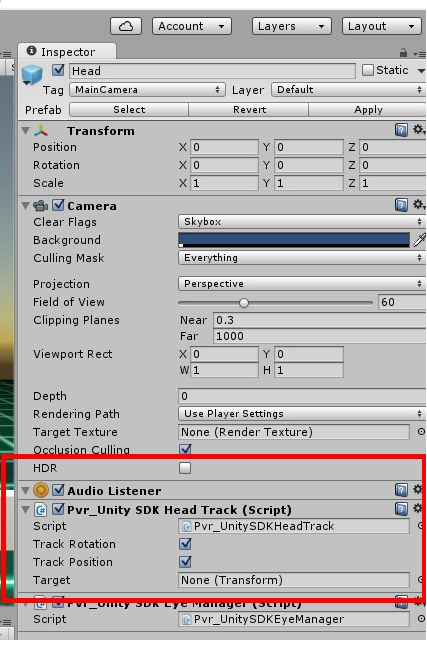 Account Layers Layout
Inspector
Head Static
Tag MainCamera Layer Default
Prefab Select Revert Apply
Transform
Position X 0 Y 0 Z 0
Rotation X 0 Y 0 Z 0
Scale X 1 Y 1 Z 1
Camera
Clear Flags Skybox
Background
Culling Mask Everything
Projection Perspective
Field of View 60
Clipping Planes Near 0.3
Far 1000
Viewport Rect X 0 Y 0
W 1 H 1
Depth 0
Rendering Path Use Player Settings
Target Texture None (Render Texture)
Occlusion Culling
HDR
Audio Listener
Pvr_Unity SDK Head Track (Script)
Script Pvr_UnitySDKHeadTrack
Track Rotation
Track Position
Target None (Transform)
Pvr_Unity SDK Eye Manager (Script)
Script Pvr_UnitySDKEyeManager